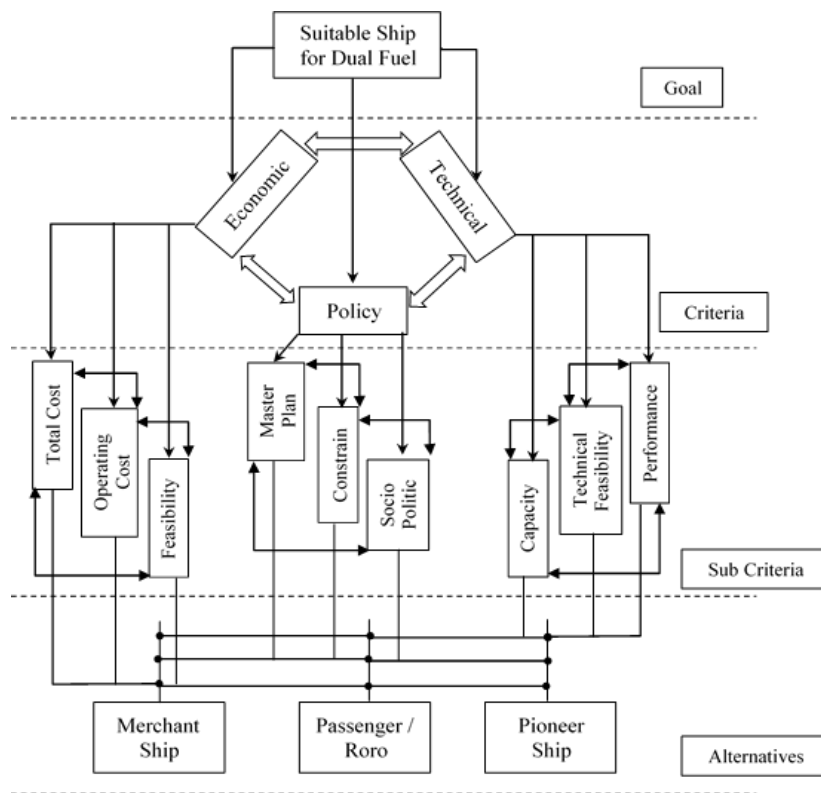 Suitable Ship
for Dual Fuel
Goal
Economic
Technical
Policy
Criteria
Total Cost
Operating
Cost
Feasibility
Master
Plan
Constrain
Socio
Politic
Capacity
Technical
Feasibility
Performance
Sub Criteria
Merchant
Ship
Passenger /
Roro
Pioneer
Ship
Alternatives